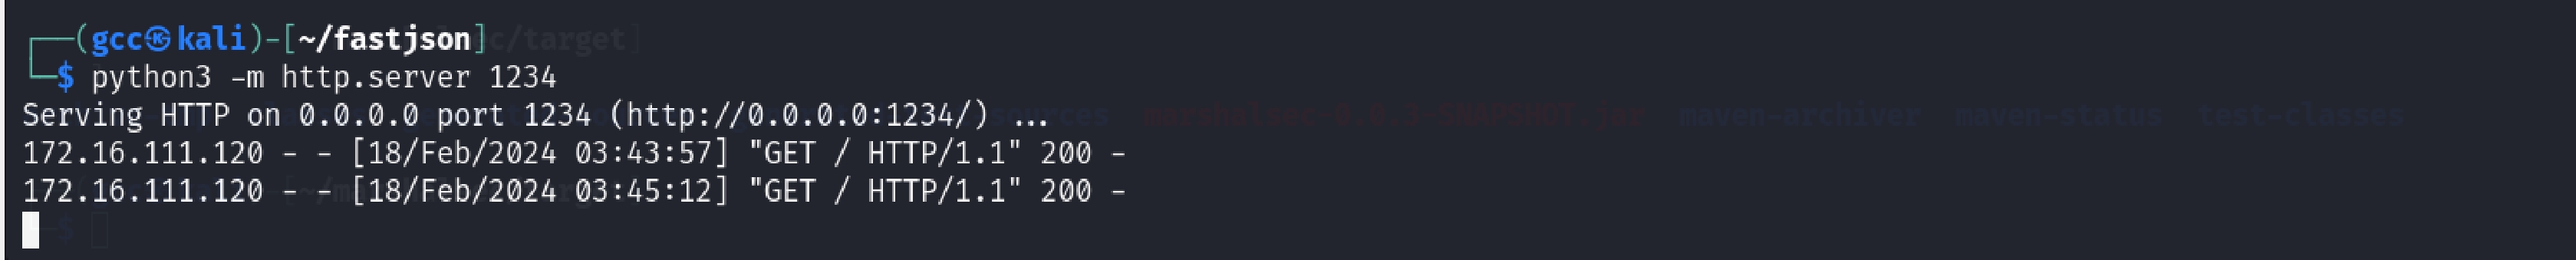 ┌──(gcc㉿kali)-[~/fastjson]
└─$ python3 -m http.server 1234
Serving HTTP on 0.0.0.0 port 1234 (http://0.0.0.0:1234/) ...
172.16.111.120 - - [18/Feb/2024 03:43:57] "GET / HTTP/1.1" 200 -
172.16.111.120 - - [18/Feb/2024 03:45:12] "GET / HTTP/1.1" 200 -